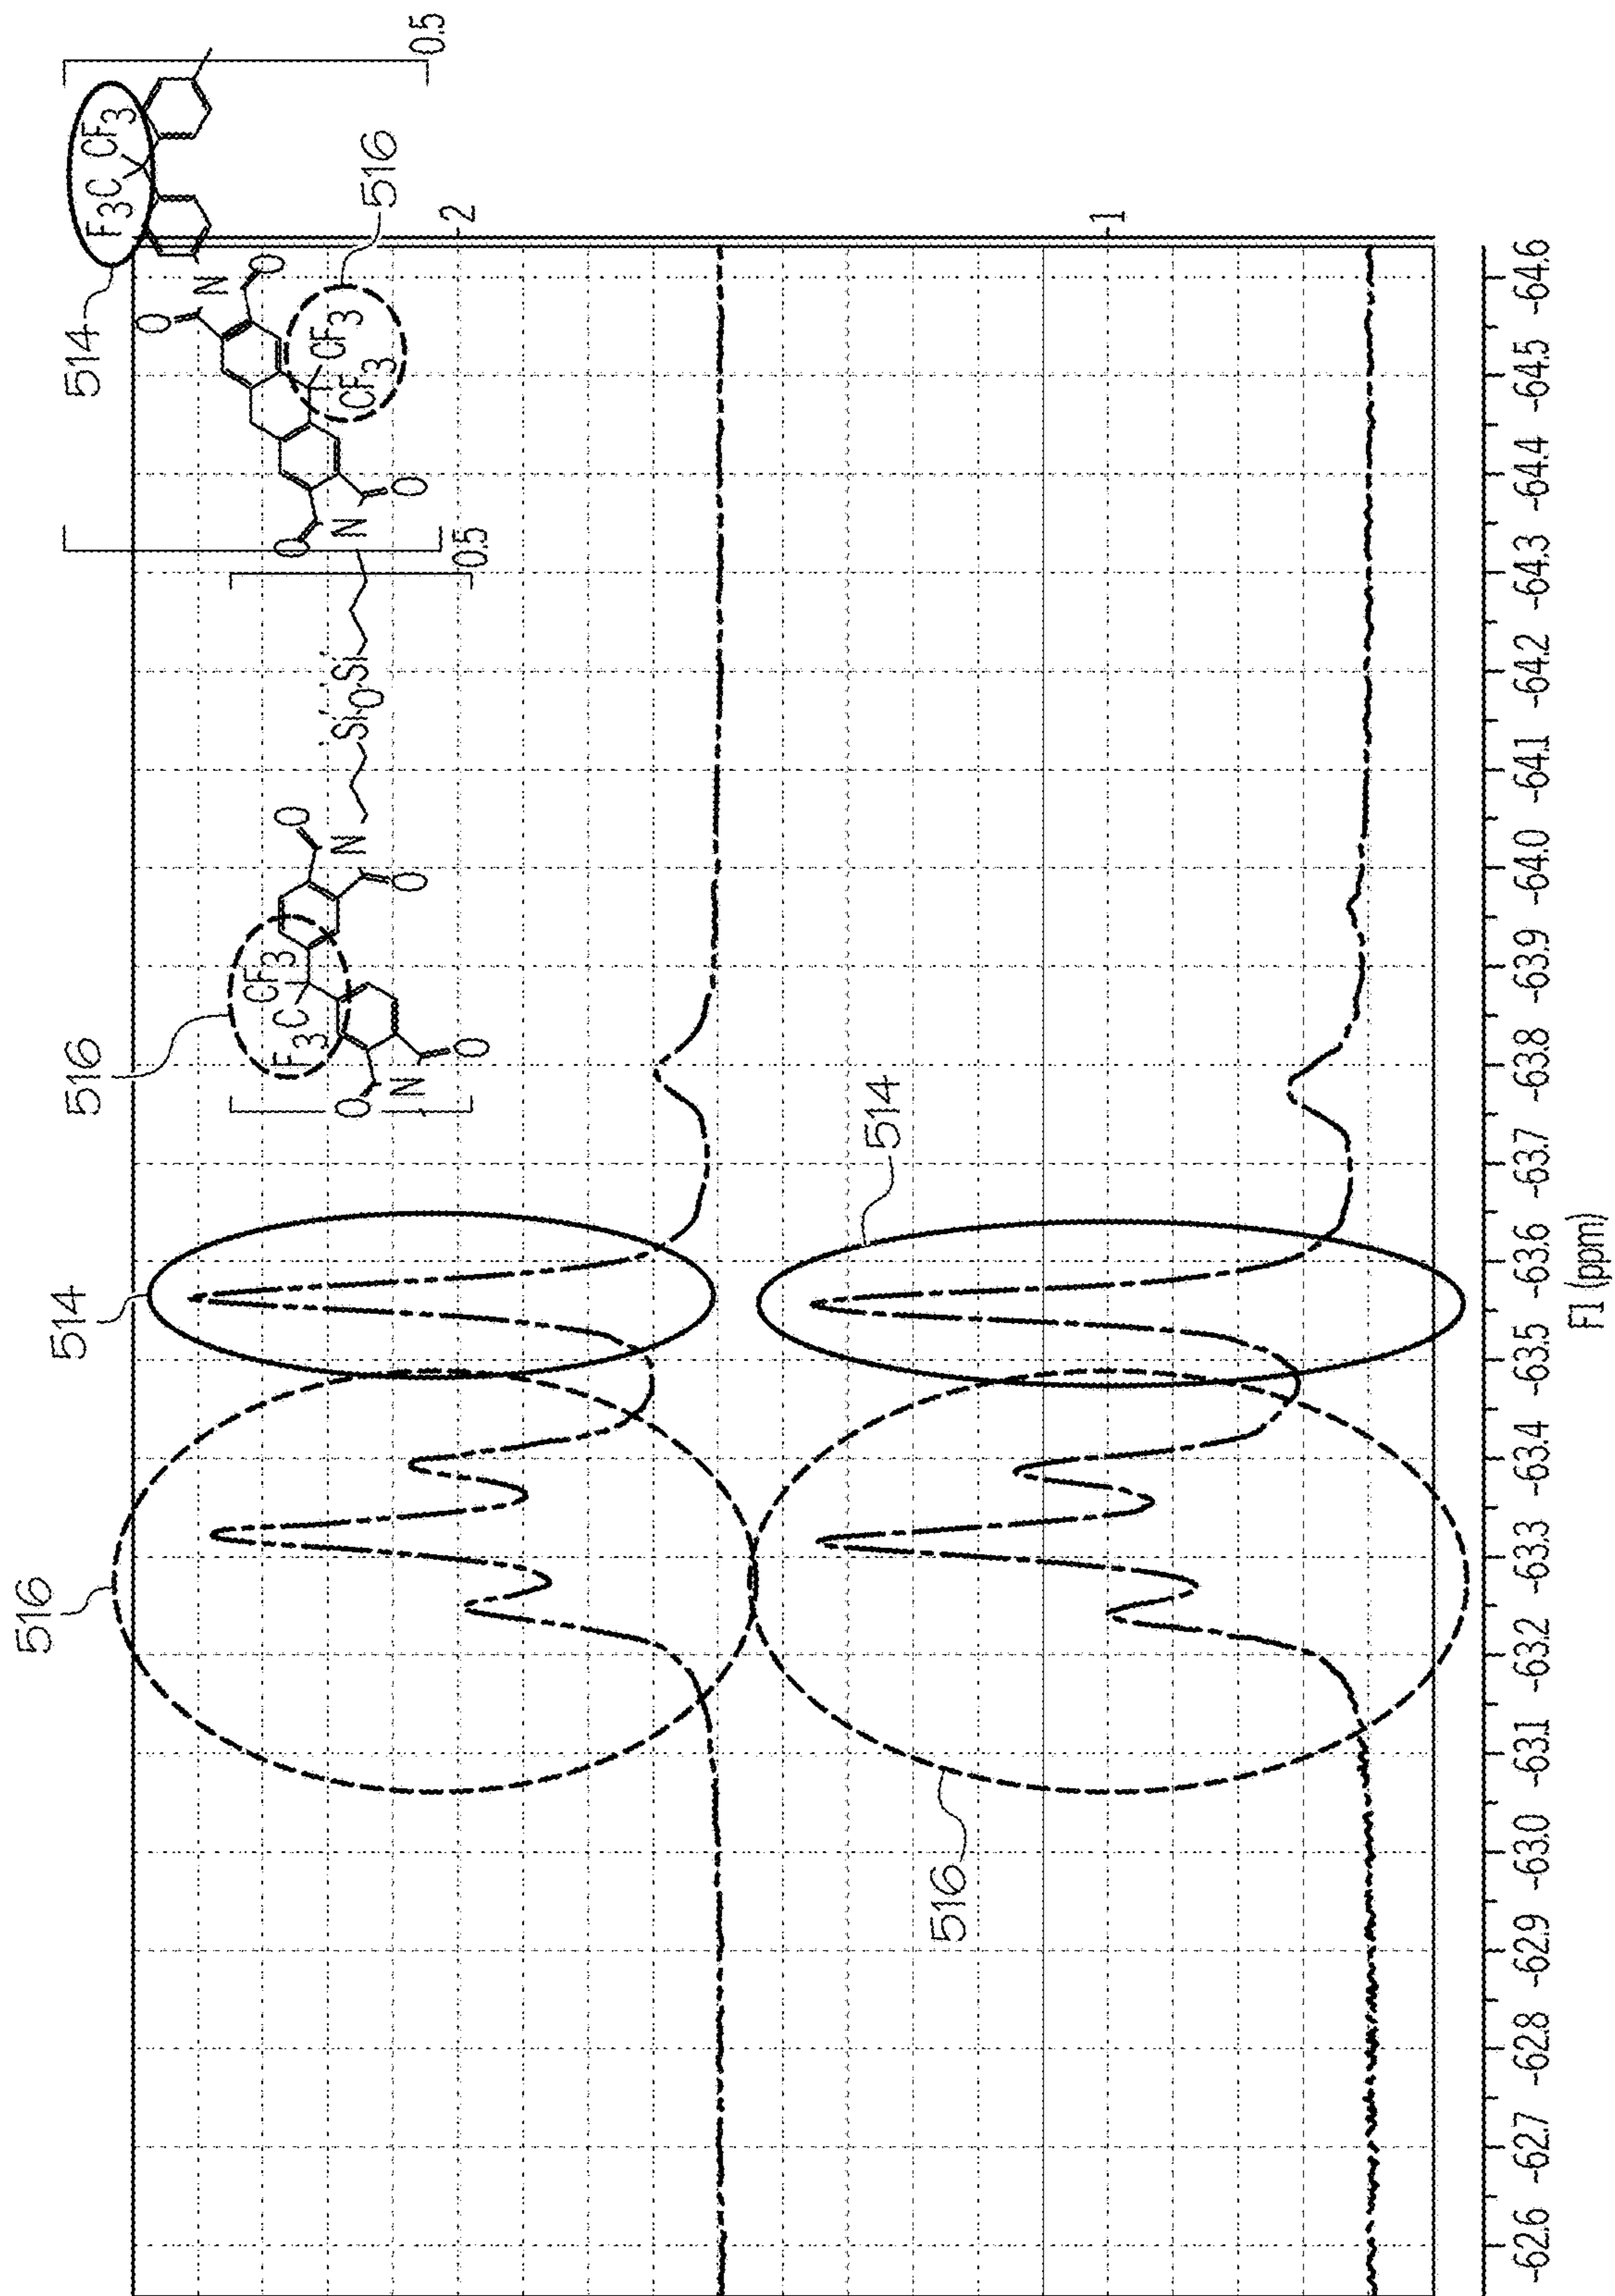 516
516
514
516
514
516
514
516
F₃C CF₃
O
N
O
O
N
O
Si
O
Si
0.5
O
N
O
O
N
O
CF₃
CF₃
F₃C CF₃
0.5
2
1
-62.6 -62.7 -62.8 -62.9 -63.0 -63.1 -63.2 -63.3 -63.4 -63.5 -63.6 -63.7 -63.8 -63.9 -64.0 -64.1 -64.2 -64.3 -64.4 -64.5 -64.6
F1 (ppm)